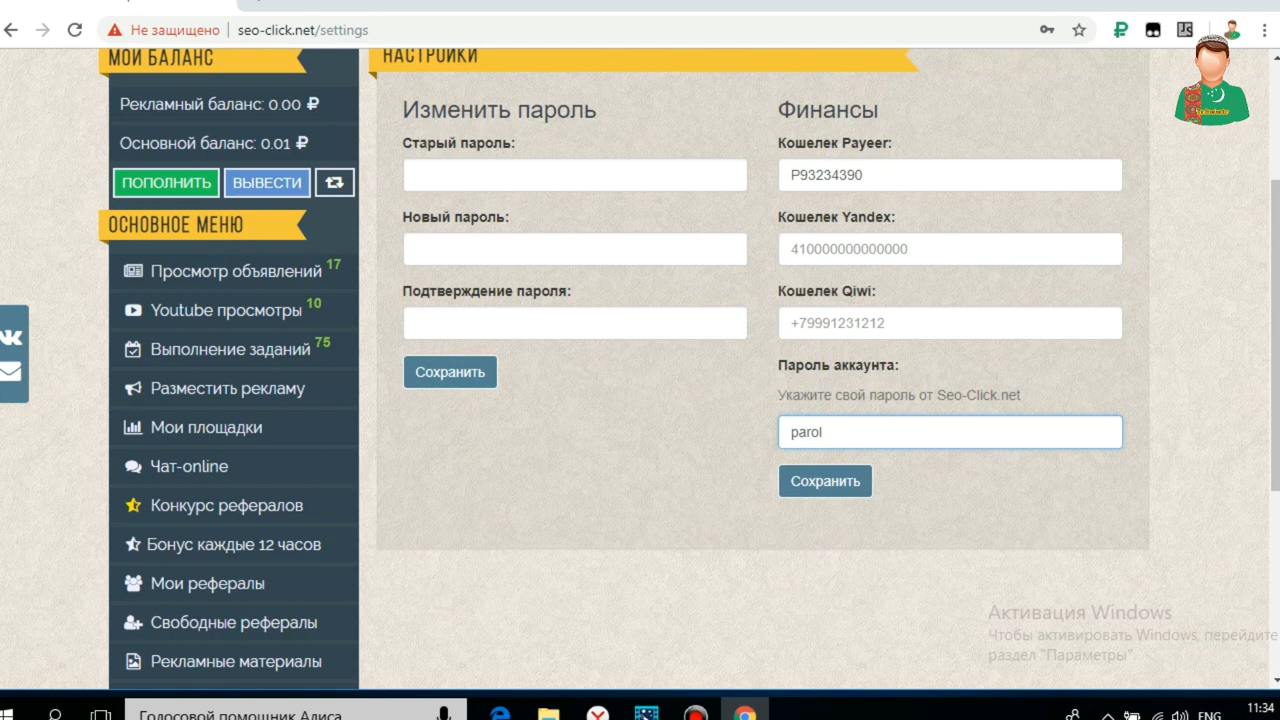 Не защищено
seo-click.net/settings
МОЙ БАЛАНС
Рекламный баланс: 0.00 ₽
Основной баланс: 0.01 ₽
ПОПОЛНИТЬ
ВЫВЕСТИ
ОСНОВНОЕ МЕНЮ
Просмотр объявлений 17
Youtube просмотры 10
Выполнение заданий 75
Разместить рекламу
Мои площадки
Чат-online
Конкурс рефералов
Бонус каждые 12 часов
Мои рефералы
Свободные рефералы
Рекламные материалы
НАСТРОЙКИ
Изменить пароль
Старый пароль:
Новый пароль:
Подтверждение пароля:
Сохранить
Финансы
Кошелек Payeer:
P93234390
Кошелек Yandex:
410000000000000
Кошелек Qiwi:
+79991231212
Пароль аккаунта:
Укажите свой пароль от Seo-Click.net
parol
Сохранить
Активация Windows
Чтобы активировать Windows, перейдите
раздел "Параметры".
Голосовой помощник Алиса
ENG
11:34